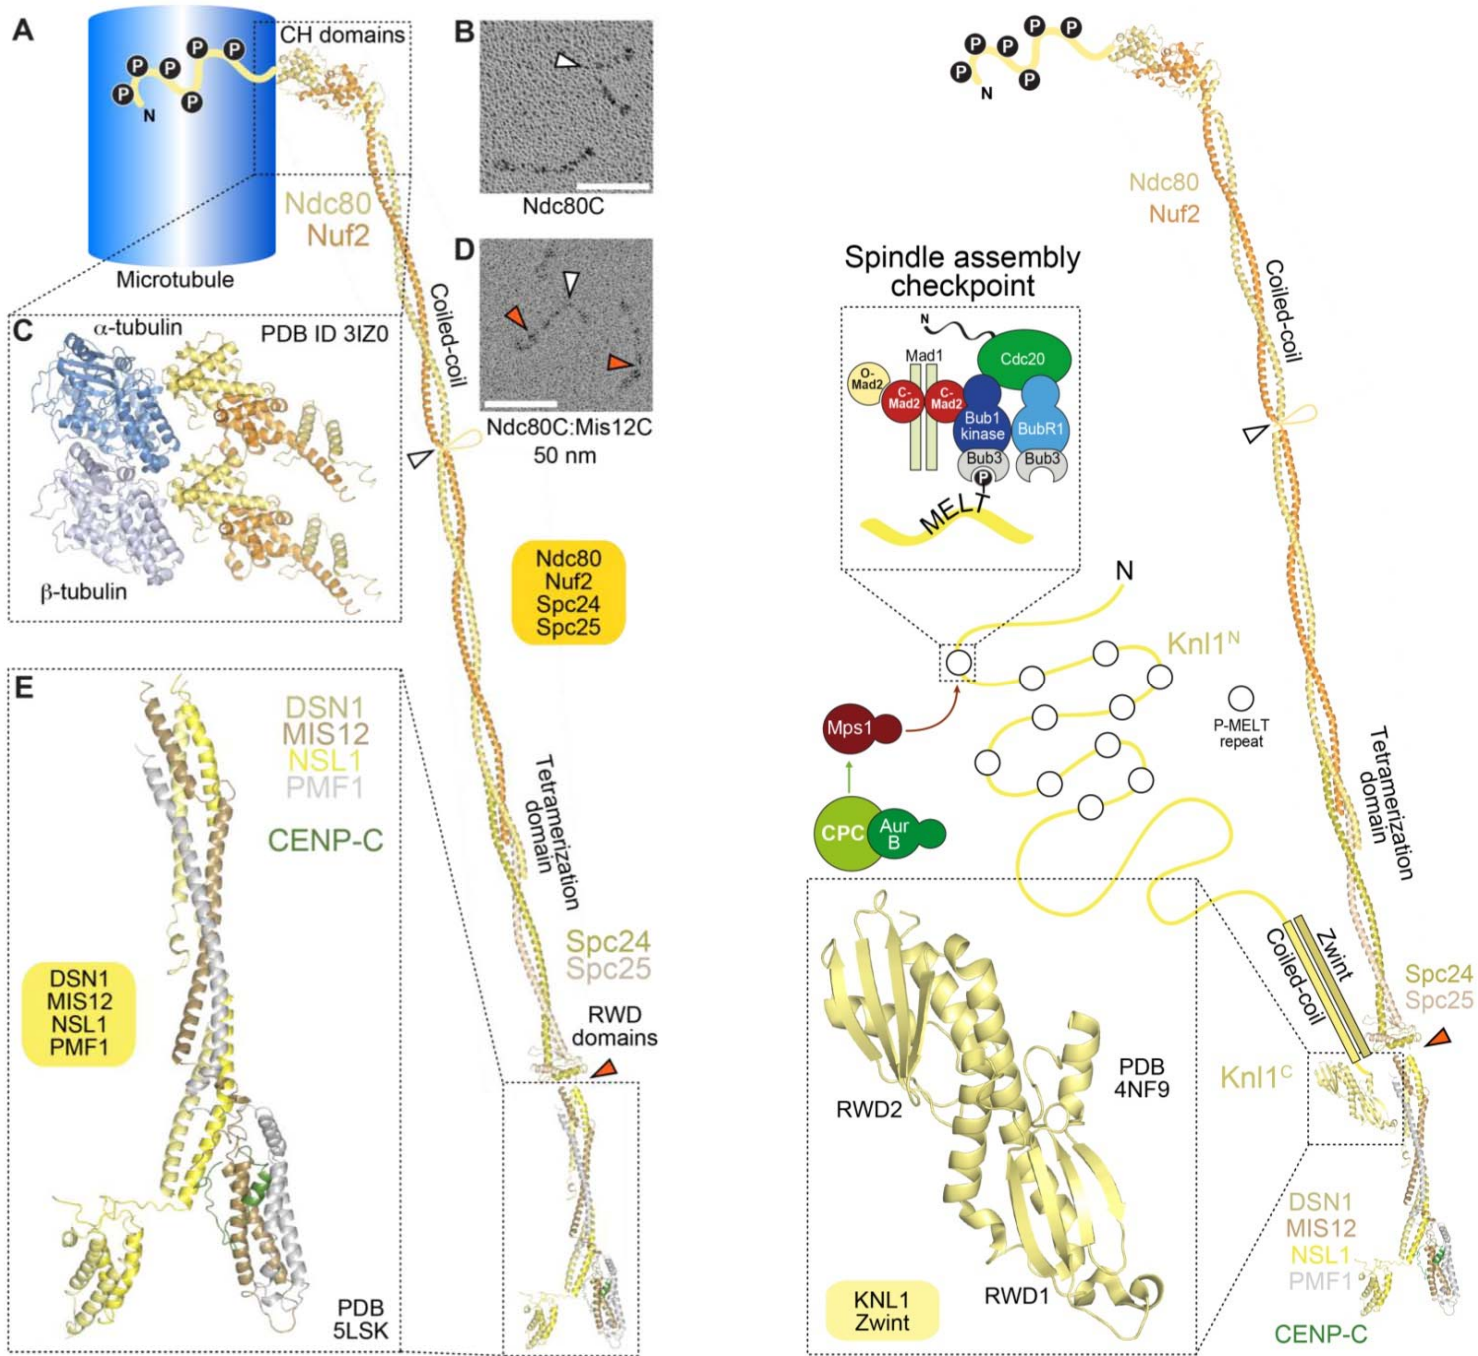 A
P
P
P
P
P
P
N
CH domains
Ndc80
Nuf2
Microtubule
B
Ndc80C
D
Ndc80C:Mis12C
50 nm
C
α-tubulin
PDB ID 3IZ0
β-tubulin
Coiled-coil
Ndc80
Nuf2
Spc24
Spc25
E
DSN1
MIS12
NSL1
PMF1
CENP-C
DSN1
MIS12
NSL1
PMF1
PDB
5LSK
Tetramerization
domain
Spc24
Spc25
RWD
domains
P
P
P
P
P
P
N
Ndc80
Nuf2
Coiled-coil
Spindle assembly
checkpoint
N
Mad1
Cdc20
O-
Mad2
C-
Mad2
C-
Mad2
Bub1
kinase
BubR1
Bub3
Bub3
P
MELT
N
Knl1N
P-MELT
repeat
Mps1
CPC
Aur
B
Tetramerization
domain
Zwint
Coiled-coil
Spc24
Spc25
Knl1C
RWD2
PDB
4NF9
RWD1
KNL1
Zwint
DSN1
MIS12
NSL1
PMF1
CENP-C